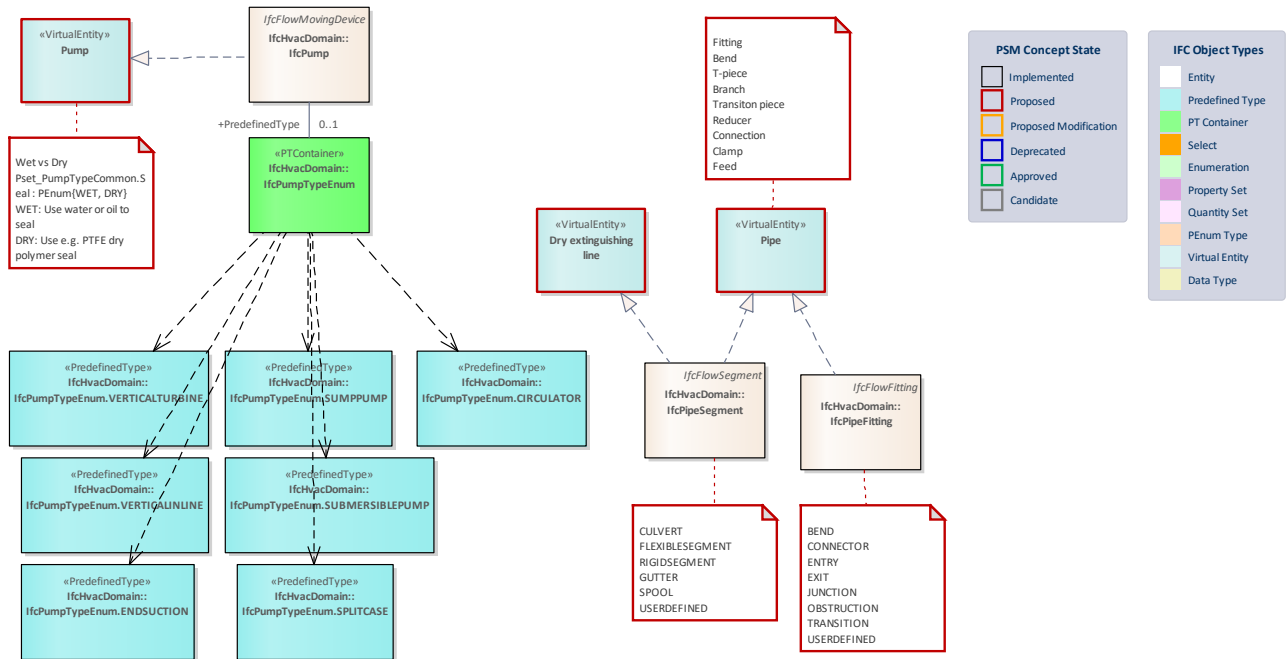 «VirtualEntity»
Pump
IfcFlowMovingDevice
IfcHvacDomain::
IfcPump
+PredefinedType
0..1
Wet vs Dry
Pset_PumpTypeCommon.S
eal : PEnum{WET, DRY}
WET: Use water or oil to
seal
DRY: Use e.g. PTFE dry
polymer seal
«PTContainer»
IfcHvacDomain::
IfcPumpTypeEnum
«PredefinedType»
IfcHvacDomain::
IfcPumpTypeEnum.VERTICALTURBINE
«PredefinedType»
IfcHvacDomain::
IfcPumpTypeEnum.SUMPPUMP
«PredefinedType»
IfcHvacDomain::
IfcPumpTypeEnum.CIRCULATOR
«PredefinedType»
IfcHvacDomain::
IfcPumpTypeEnum.VERTICALINLINE
«PredefinedType»
IfcHvacDomain::
IfcPumpTypeEnum.SUBMERSIBLEPUMP
«PredefinedType»
IfcHvacDomain::
IfcPumpTypeEnum.ENDSUCTION
«PredefinedType»
IfcHvacDomain::
IfcPumpTypeEnum.SPLITCASE
Fitting
Bend
T-piece
Branch
Transiton piece
Reducer
Connection
Clamp
Feed
«VirtualEntity»
Dry extinguishing
line
«VirtualEntity»
Pipe
IfcFlowSegment
IfcHvacDomain::
IfcPipeSegment
IfcFlowFitting
IfcHvacDomain::
IfcPipeFitting
CULVERT
FLEXIBLESEGMENT
RIGIDSEGMENT
GUTTER
SPOOL
USERDEFINED
BEND
CONNECTOR
ENTRY
EXIT
JUNCTION
OBSTRUCTION
TRANSITION
USERDEFINED
PSM Concept State
Implemented
Proposed
Proposed Modification
Deprecated
Approved
Candidate
IFC Object Types
Entity
Predefined Type
PT Container
Select
Enumeration
Property Set
Quantity Set
PEnum Type
Virtual Entity
Data Type